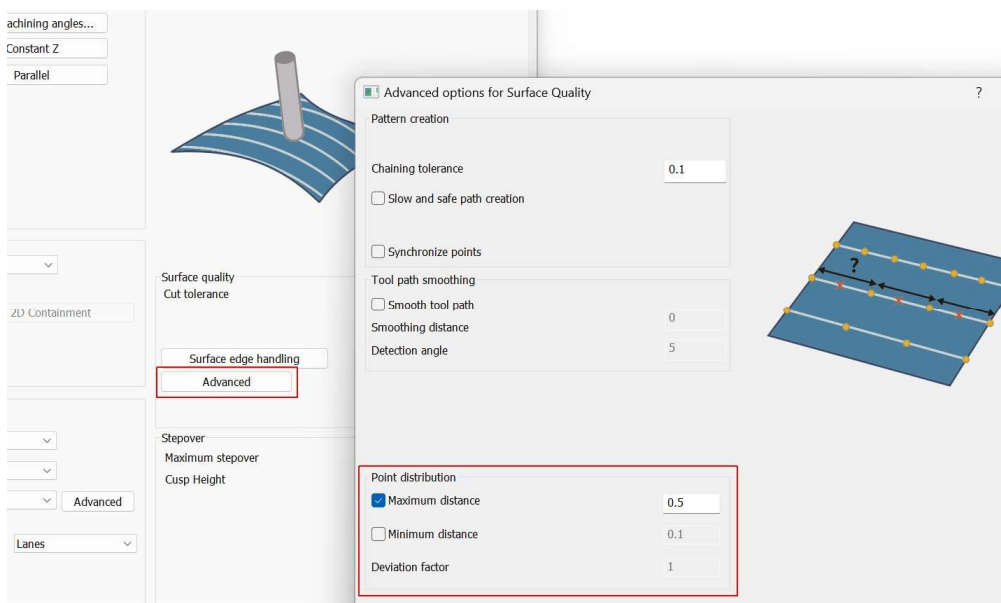 achining angles...
Constant Z
Parallel
2D Containment
Advanced
Lanes
Surface quality
Cut tolerance
Surface edge handling
Advanced
Stepover
Maximum stepover
Cusp Height
Advanced options for Surface Quality
?
Pattern creation
Chaining tolerance 0.1
Slow and safe path creation
Synchronize points
Tool path smoothing
Smooth tool path
Smoothing distance 0
Detection angle 5
?
Point distribution
Maximum distance 0.5
Minimum distance 0.1
Deviation factor 1